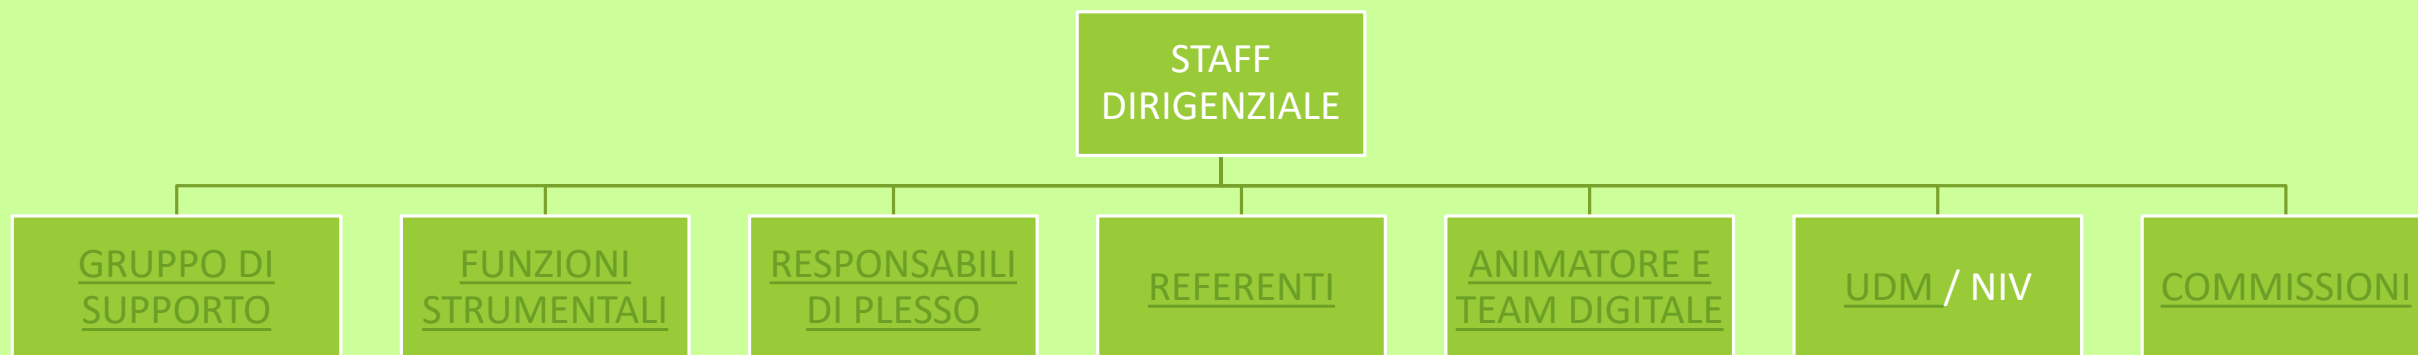 STAFF
DIRIGENZIALE
GRUPPO DI
SUPPORTO
FUNZIONI
STRUMENTALI
RESPONSABILI
DI PLESSO
REFERENTI
ANIMATORE E
TEAM DIGITALE
UDM / NIV
COMMISSIONI